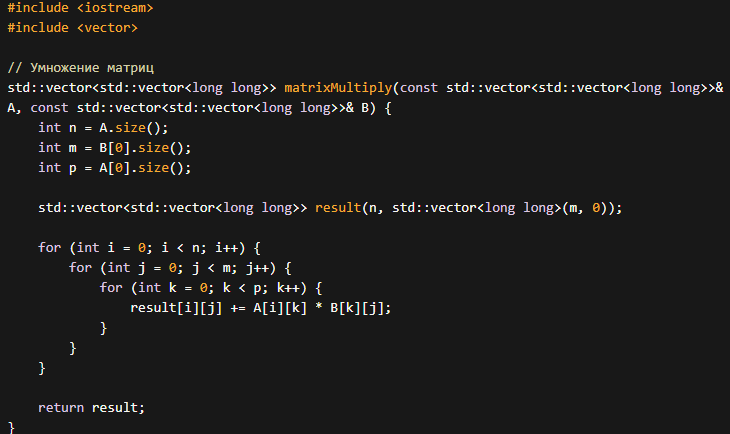 #include <iostream>
#include <vector>
// Умножение матриц
std::vector<std::vector<long long>> matrixMultiply(const std::vector<std::vector<long long>>&
A, const std::vector<std::vector<long long>>& B) {
int n = A.size();
int m = B[0].size();
int p = A[0].size();
std::vector<std::vector<long long>> result(n, std::vector<long long>(m, 0));
for (int i = 0; i < n; i++) {
for (int j = 0; j < m; j++) {
for (int k = 0; k < p; k++) {
result[i][j] += A[i][k] * B[k][j];
}
}
}
return result;
}